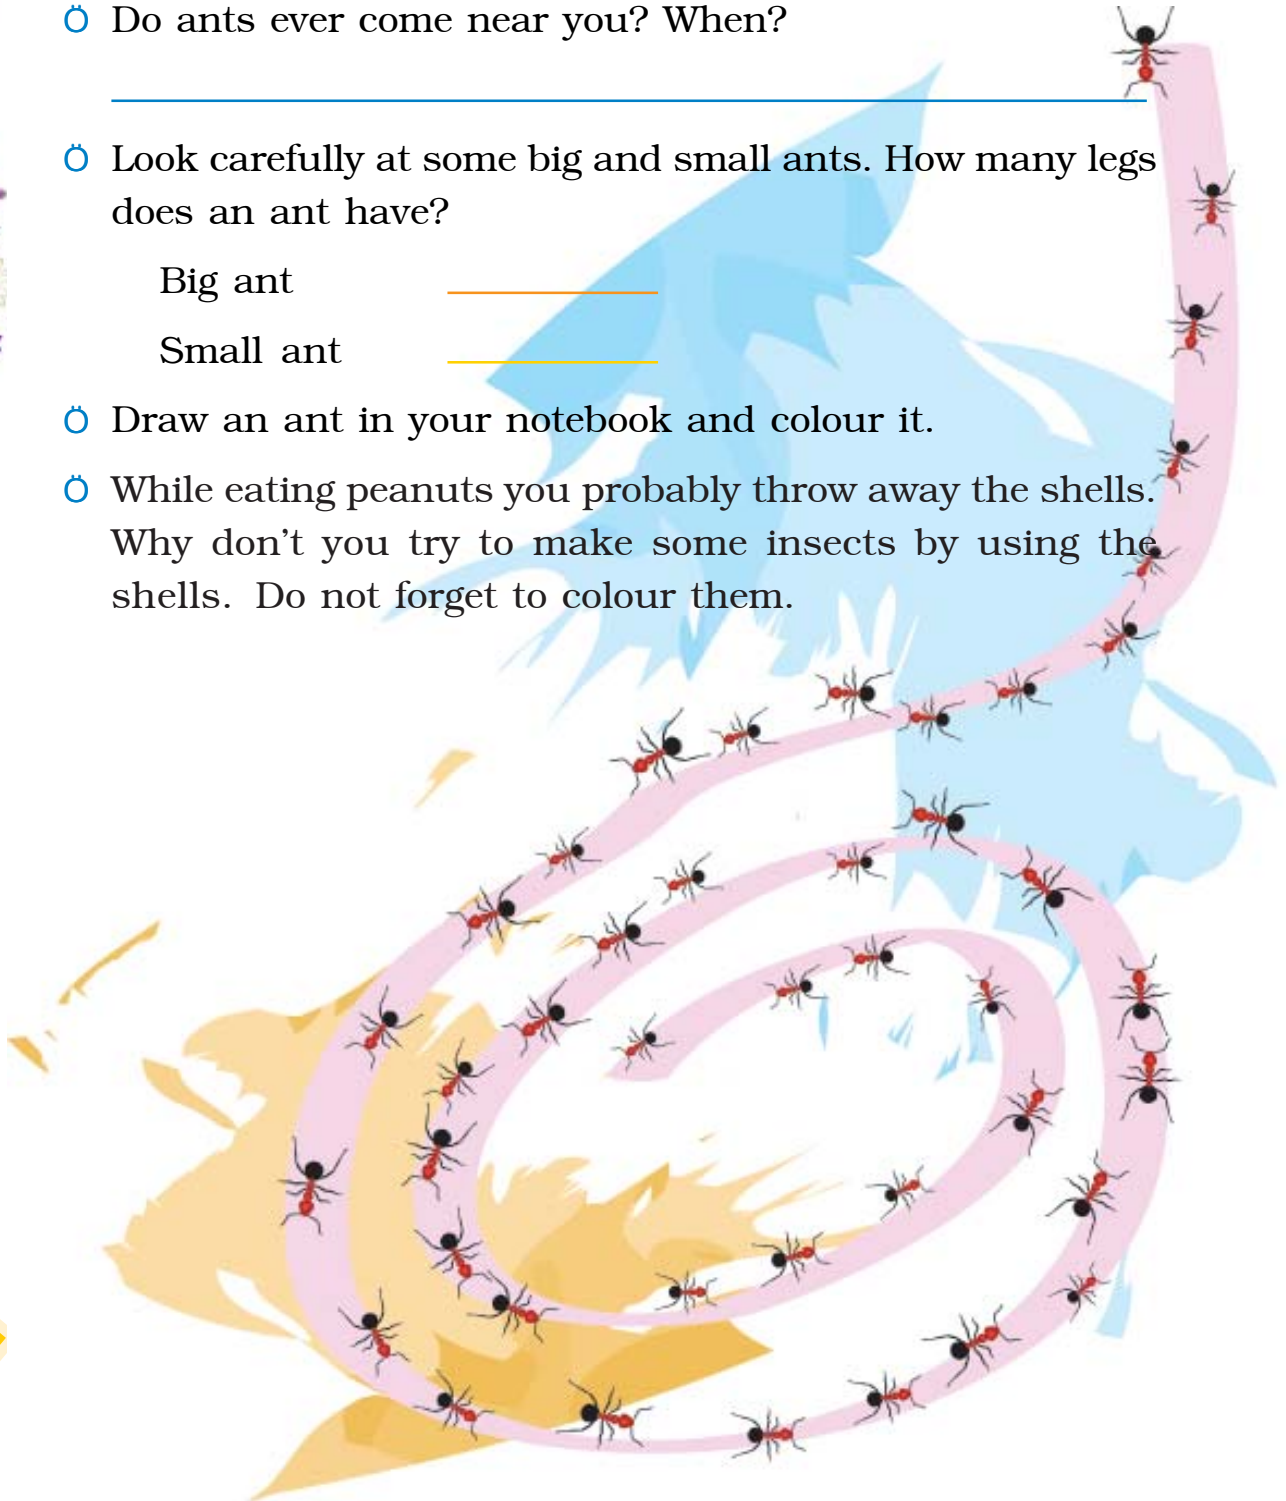 Ö Do ants ever come near you? When?
Ö Look carefully at some big and small ants. How many legs
does an ant have?
Big ant
Small ant
Ö Draw an ant in your notebook and colour it.
Ö While eating peanuts you probably throw away the shells.
Why don’t you try to make some insects by using the
shells. Do not forget to colour them.